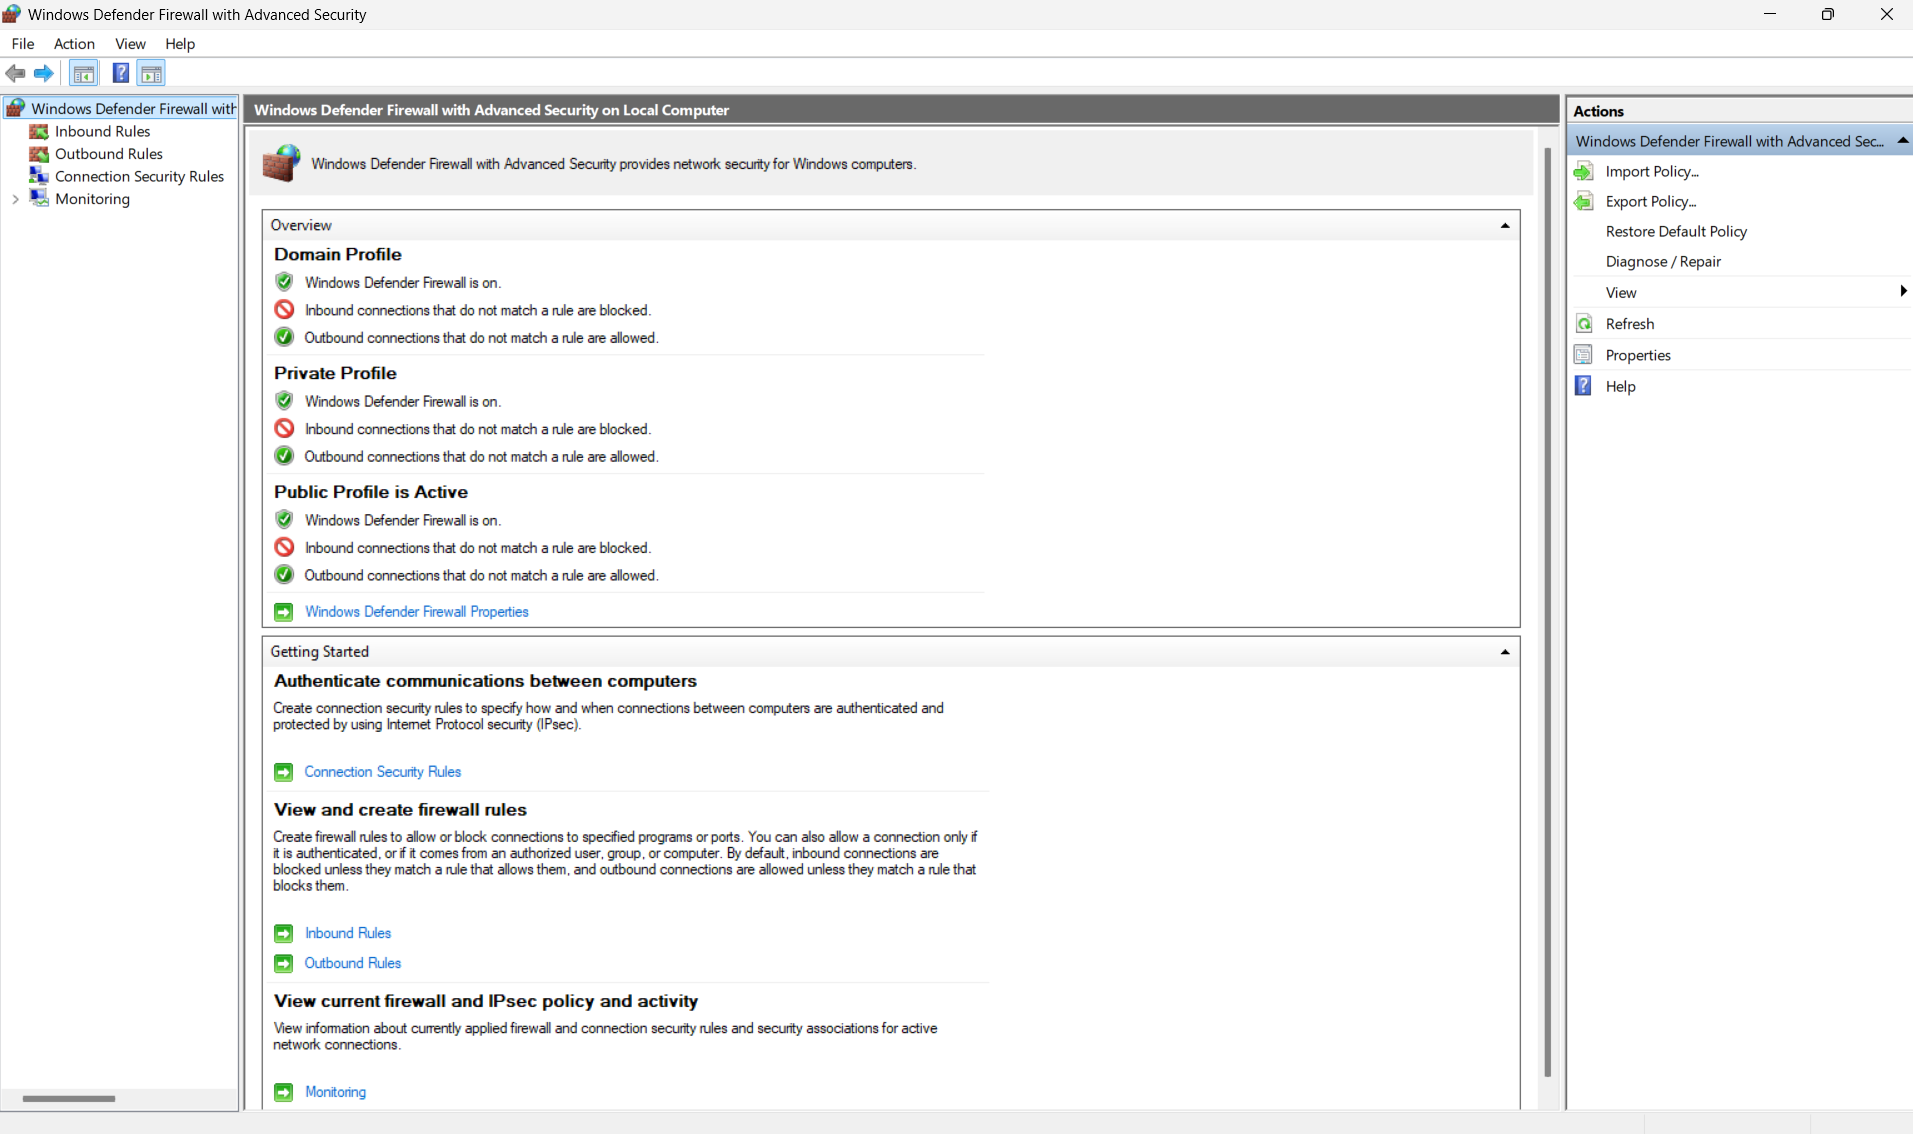 Windows Defender Firewall with Advanced Security
File Action View Help
Windows Defender Firewall with
Inbound Rules
Outbound Rules
Connection Security Rules
Monitoring
Windows Defender Firewall with Advanced Security on Local Computer
Windows Defender Firewall with Advanced Security provides network security for Windows computers.
Overview
Domain Profile
Windows Defender Firewall is on.
Inbound connections that do not match a rule are blocked.
Outbound connections that do not match a rule are allowed.
Private Profile
Windows Defender Firewall is on.
Inbound connections that do not match a rule are blocked.
Outbound connections that do not match a rule are allowed.
Public Profile is Active
Windows Defender Firewall is on.
Inbound connections that do not match a rule are blocked.
Outbound connections that do not match a rule are allowed.
Windows Defender Firewall Properties
Getting Started
Authenticate communications between computers
Create connection security rules to specify how and when connections between computers are authenticated and
protected by using Internet Protocol security (IPsec).
Connection Security Rules
View and create firewall rules
Create firewall rules to allow or block connections to specified programs or ports. You can also allow a connection only if
it is authenticated, or if it comes from an authorized user, group, or computer. By default, inbound connections are
blocked unless they match a rule that allows them, and outbound connections are allowed unless they match a rule that
blocks them.
Inbound Rules
Outbound Rules
View current firewall and IPsec policy and activity
View information about currently applied firewall and connection security rules and security associations for active
network connections.
Monitoring
Actions
Windows Defender Firewall with Advanced Sec...
Import Policy...
Export Policy...
Restore Default Policy
Diagnose / Repair
View
Refresh
Properties
Help